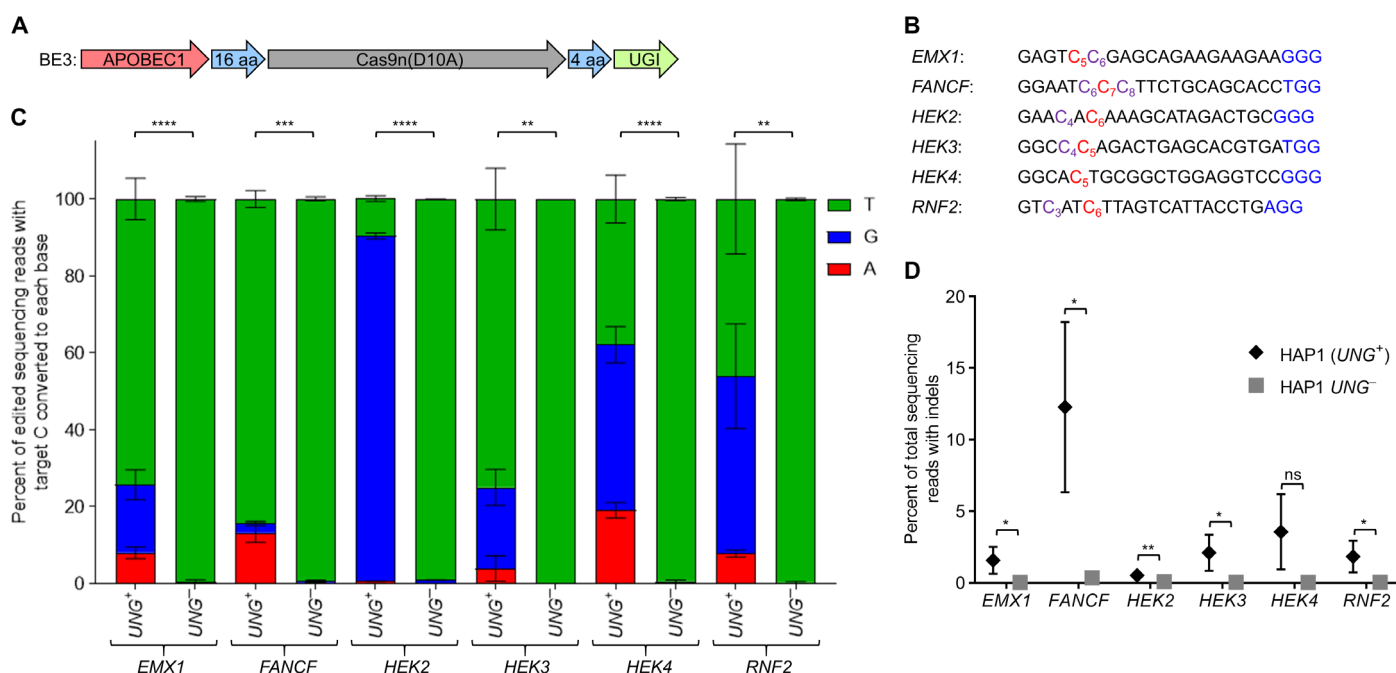 A
BE3: APOBEC1 16 aa Cas9n(D10A) 4 aa UGI
B
EMX1: GAGTC5C6GAGCAGAAGAAGAAGGG
FANCF: GGAATC6C7C8TTCTGCAGCACCTGG
HEK2: GAAC4AC6AAAGCATAGACTGCGGG
HEK3: GGCCC4C5AGACTGAGCACGTGATGG
HEK4: GGCAC5TGCGGCTGGAGGTCCGGG
RNF2: GTC3ATC6TTAGTCATTACCTGAGG
C
**** *** **** ** **** **
Percent of edited sequencing reads with
target C converted to each base
100
80
60
40
20
0
T
G
A
UNG+ UNG– UNG+ UNG– UNG+ UNG– UNG+ UNG– UNG+ UNG– UNG+ UNG–
EMX1 FANCF HEK2 HEK3 HEK4 RNF2
D
Percent of total sequencing
reads with indels
20
15
10
5
0
* * ** * ns *
HAP1 (UNG+)
HAP1 UNG–
EMX1 FANCF HEK2 HEK3 HEK4 RNF2